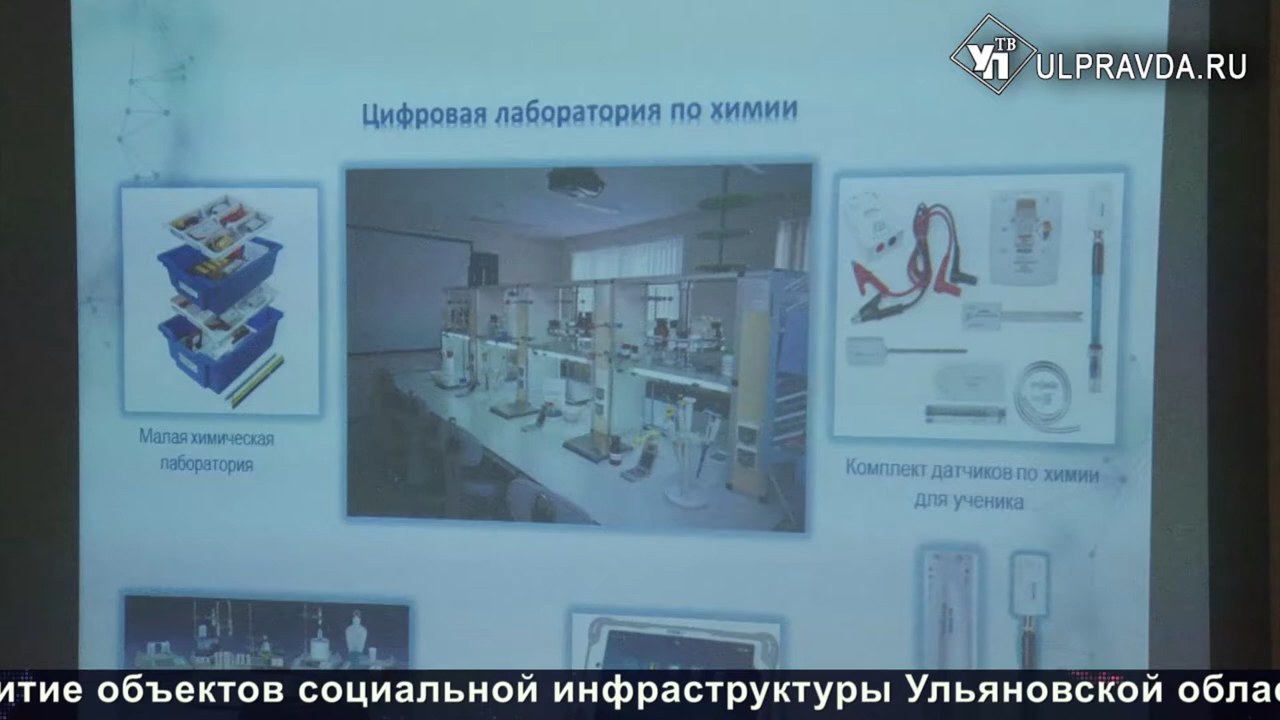 УП ТВ
ULPRAVDA.RU
Цифровая лаборатория по химии
Малая химическая
лаборатория
Комплект датчиков по химии
для ученика
итие объектов социальной инфраструктуры Ульяновской облас